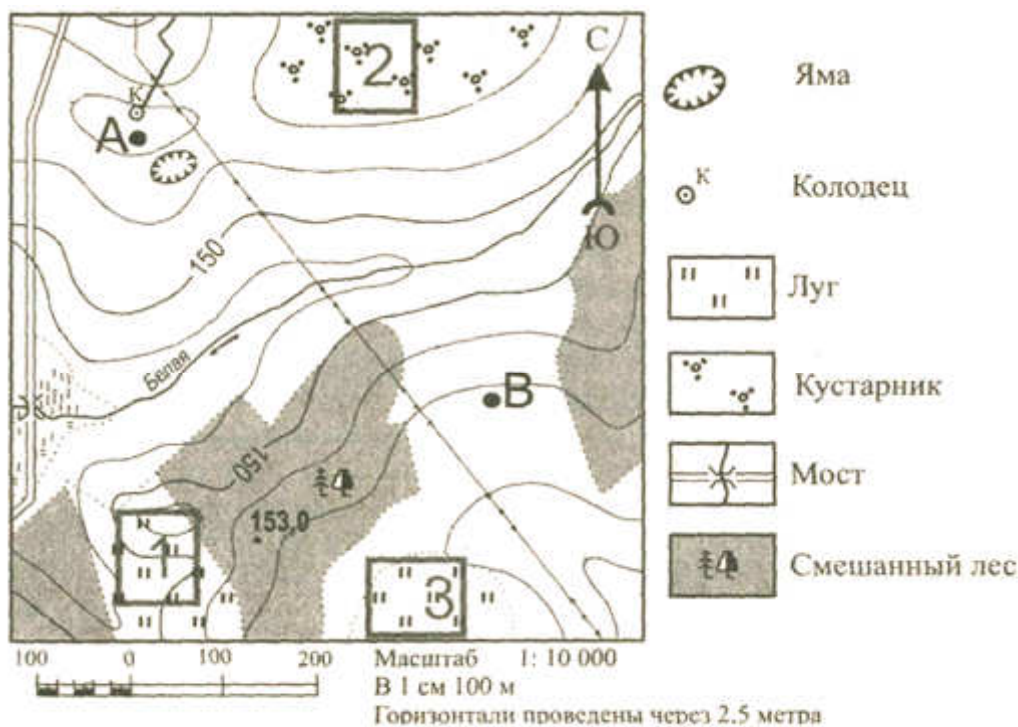 2
С
К
А
150
Ю
Белая
В
150
153,0
1
3
Яма
К
Колодец
Луг
Кустарник
Мост
Смешанный лес
100 0 100 200
Масштаб 1: 10 000
В 1 см 100 м
Горизонтали проведены через 2,5 метра